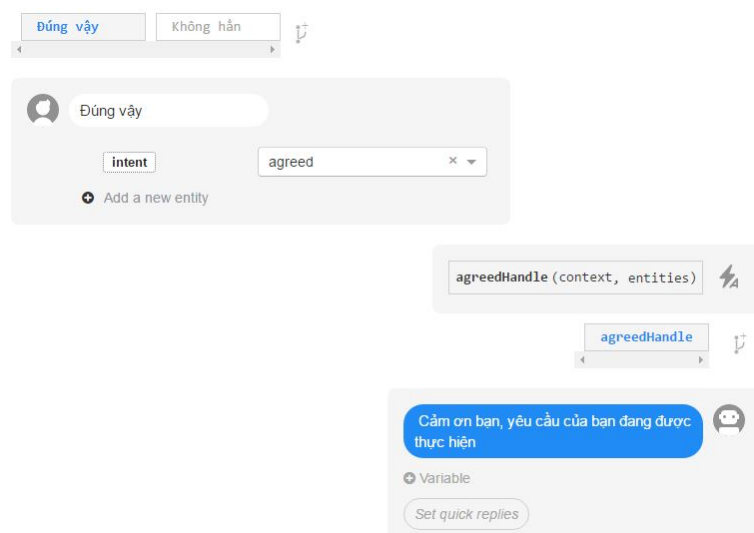 Đúng vậy
Không hẳn
Đúng vậy
intent
agreed
Add a new entity
agreedHandle(context, entities)
agreedHandle
Cảm ơn bạn, yêu cầu của bạn đang được
thực hiện
Variable
Set quick replies